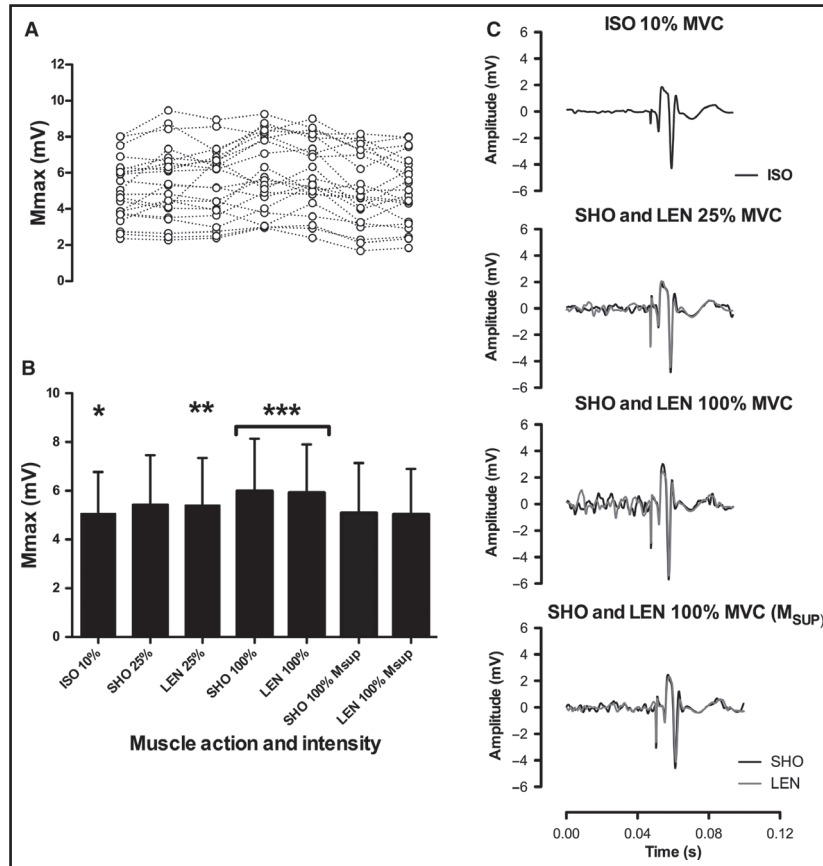 A
12
10
8
6
4
2
0
Mmax (mV)
B
10
8
6
4
2
0
Mmax (mV)
*
**
***
ISO 10%
SHO 25%
LEN 25%
SHO 100%
LEN 100%
SHO 100% Msup
LEN 100% Msup
Muscle action and intensity
C
ISO 10% MVC
6
4
2
0
−2
−4
−6
Amplitude (mV)
ISO
SHO and LEN 25% MVC
6
4
2
0
−2
−4
−6
Amplitude (mV)
SHO and LEN 100% MVC
6
4
2
0
−2
−4
−6
Amplitude (mV)
SHO and LEN 100% MVC (MSUP)
6
4
2
0
−2
−4
−6
Amplitude (mV)
SHO
LEN
0.00 0.04 0.08 0.12
Time (s)